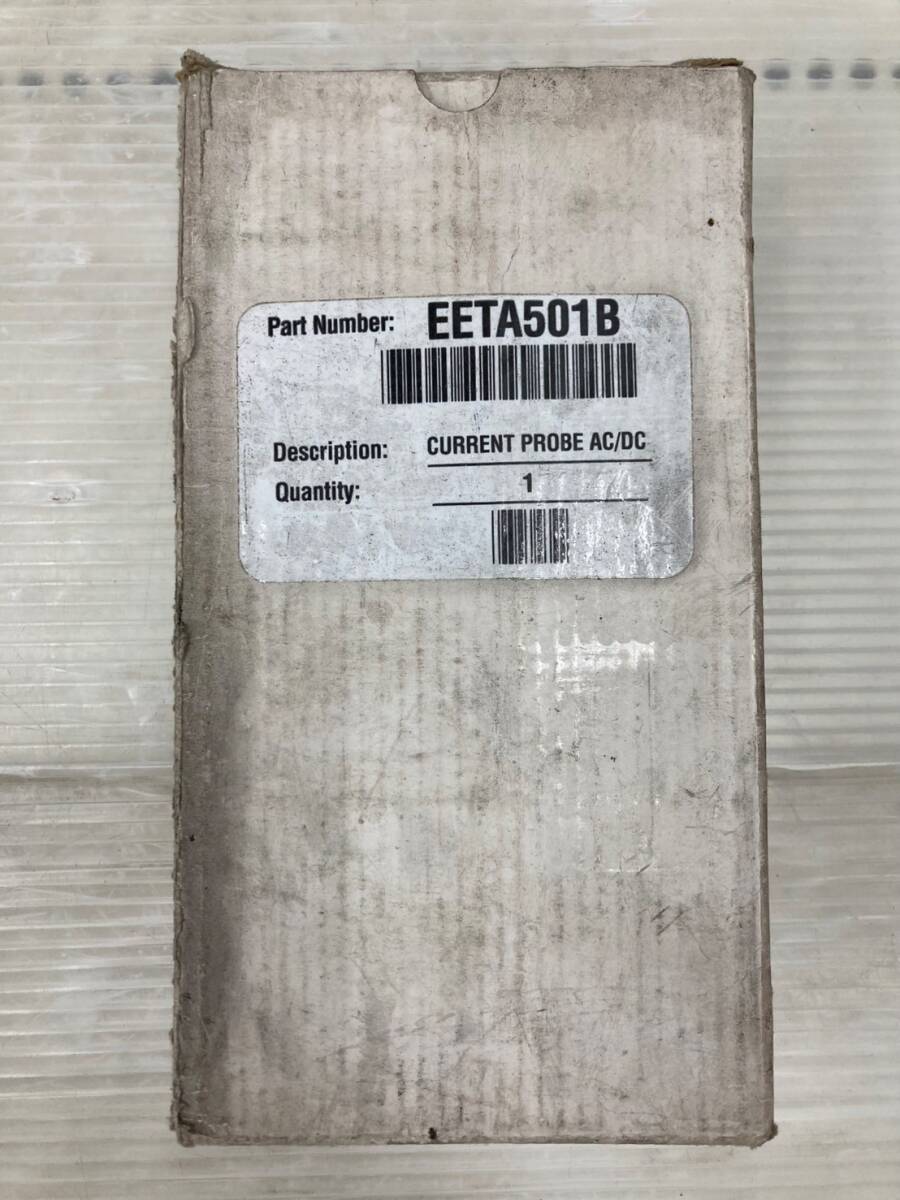 Part Number: EETA501B
Description: CURRENT PROBE AC/DC
Quantity: 1